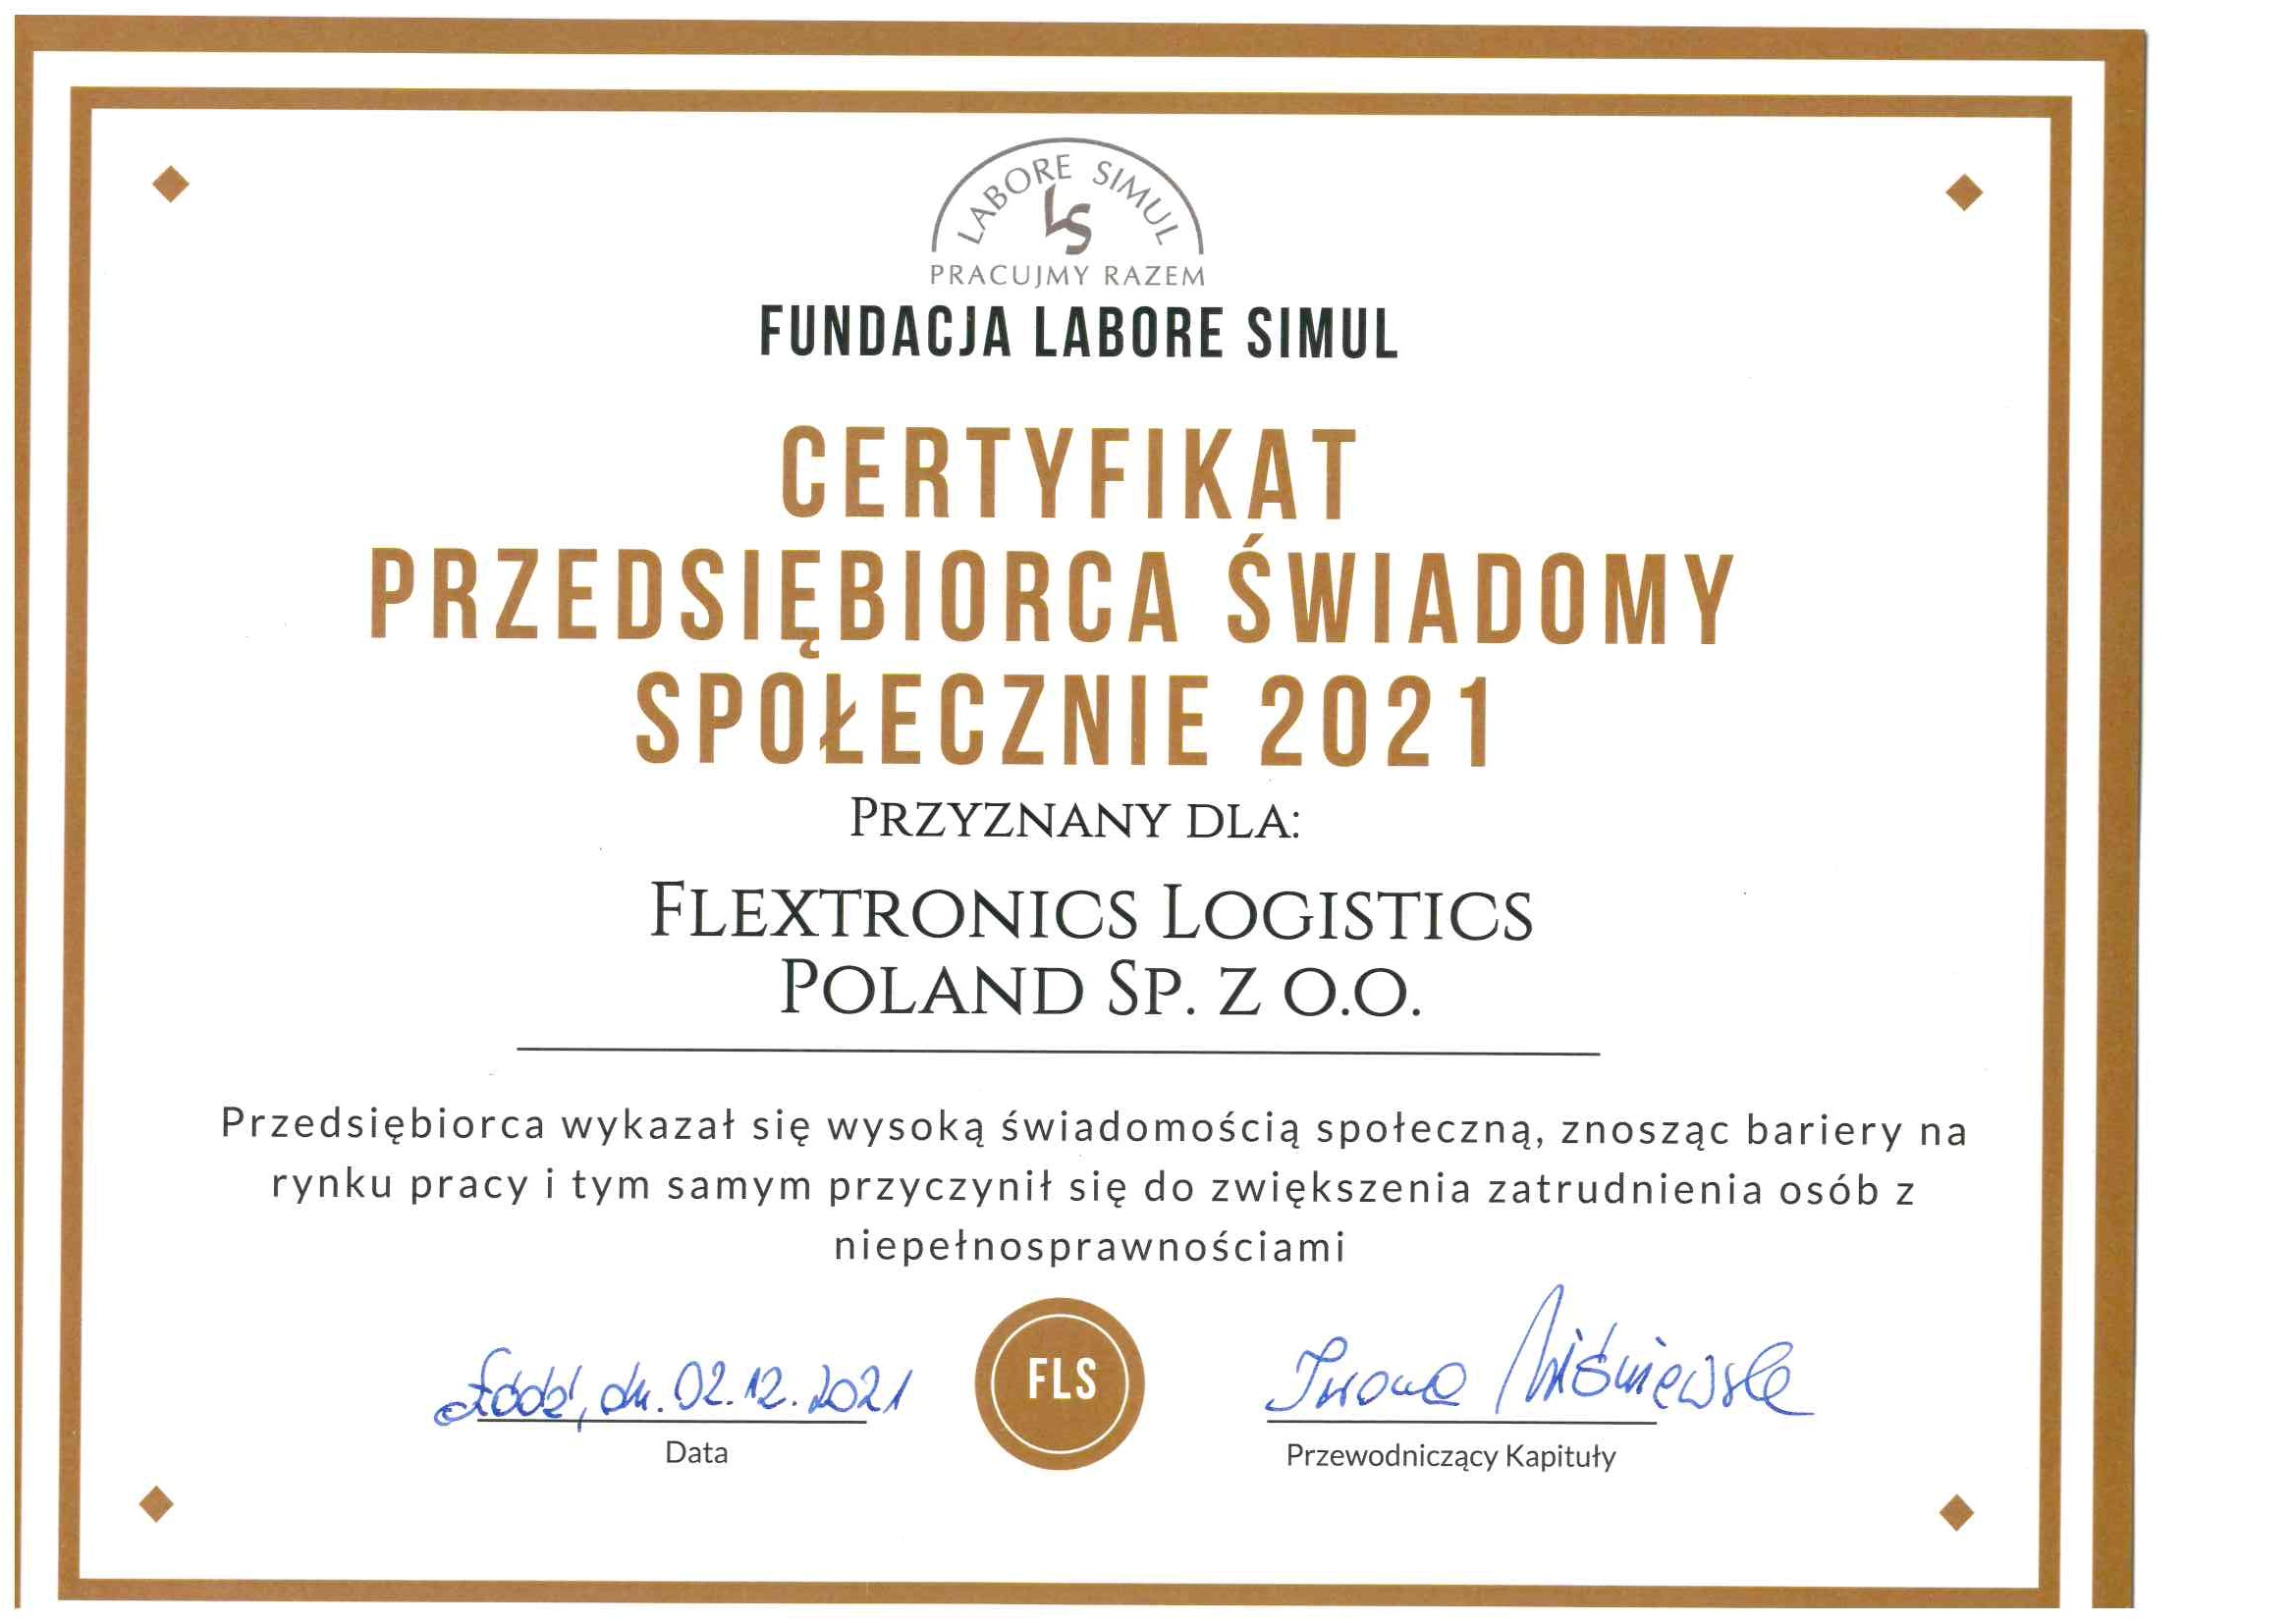 LABORE SIMUL
LS
PRACUJMY RAZEM
FUNDACJA LABORE SIMUL
CERTYFIKAT
PRZEDSIĘBIORCA ŚWIADOMY
SPOŁECZNIE 2021
PRZYZNANY DLA:
FLEXTRONICS LOGISTICS
POLAND SP. Z O.O.
Przedsiębiorca wykazał się wysoką świadomością społeczną, znosząc bariery na
rynku pracy i tym samym przyczynił się do zwiększenia zatrudnienia osób z
niepełnosprawnościami
Łódź, dn. 02.12.2021
FLS
Iwona Wiśniewska
Data
Przewodniczący Kapituły